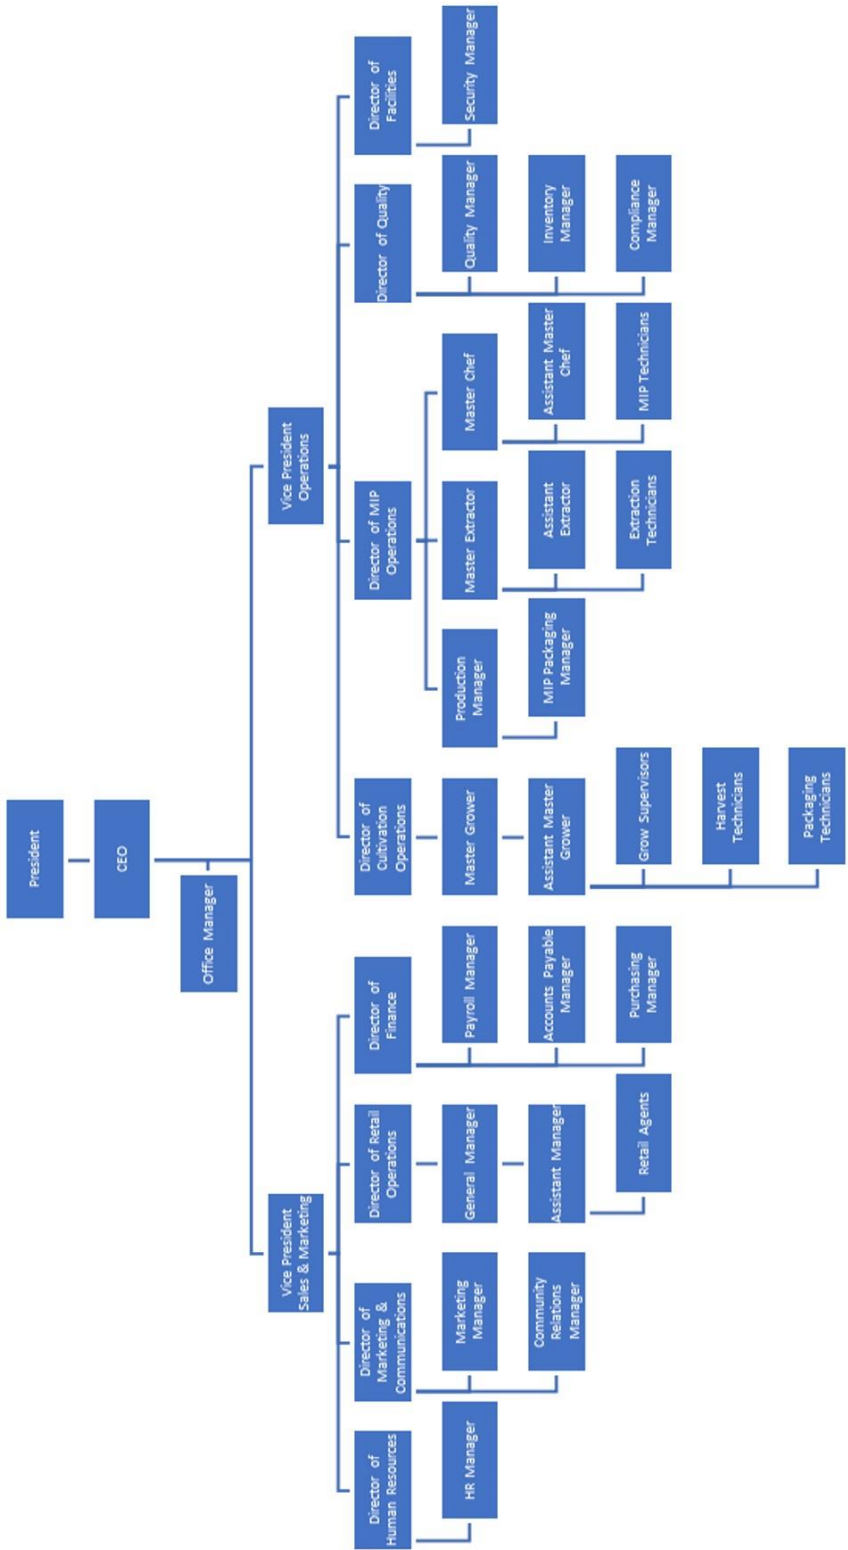 President
CEO
Office Manager
Vice President
Sales & Marketing
Vice President
Operations
Director of
Human Resources
HR Manager
Director of
Marketing &
Communications
Marketing
Manager
Community
Relations
Manager
Director of Retail
Operations
General Manager
Assistant Manager
Retail Agents
Director of
Finance
Payroll Manager
Accounts Payable
Manager
Purchasing
Manager
Director of
Cultivation
Operations
Master Grower
Assistant Master
Grower
Grow Supervisors
Harvest
Technicians
Packaging
Technicians
Director of MIP
Operations
Production
Manager
MIP Packaging
Manager
Master Extractor
Assistant
Extractor
Extraction
Technicians
Master Chef
Assistant Master
Chef
MIP Technicians
Director of Quality
Quality Manager
Inventory
Manager
Compliance
Manager
Director of
Facilities
Security Manager